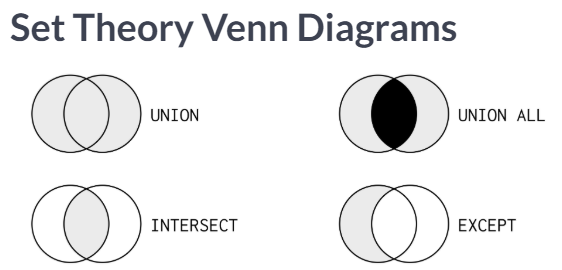 Set Theory Venn Diagrams
UNION
UNION ALL
INTERSECT
EXCEPT